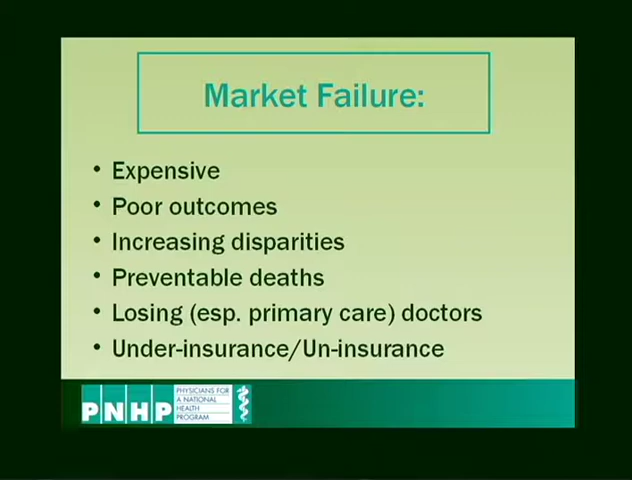 Market Failure:
• Expensive
• Poor outcomes
• Increasing disparities
• Preventable deaths
• Losing (esp. primary care) doctors
• Under-insurance/Un-insurance
PNHP
PHYSICIANS FOR
A NATIONAL
HEALTH
PROGRAM